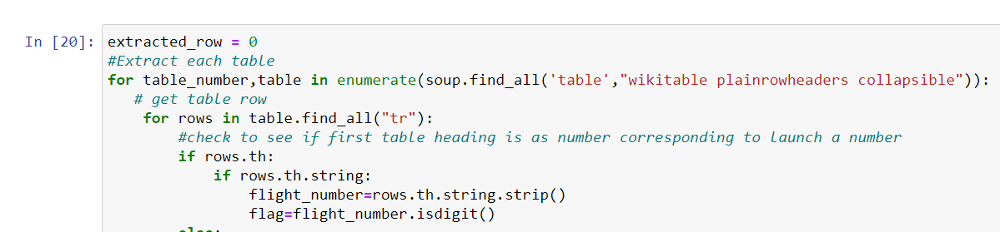 In [20]: extracted_row = 0
#Extract each table
for table_number,table in enumerate(soup.find_all('table',"wikitable plainrowheaders collapsible")):
   # get table row
    for rows in table.find_all("tr"):
        #check to see if first table heading is as number corresponding to launch a number
        if rows.th:
            if rows.th.string:
                flight_number=rows.th.string.strip()
                flag=flight_number.isdigit()
        else: